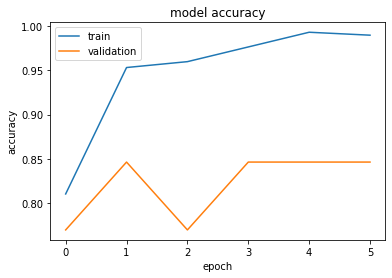 model accuracy
train
validation
1.00
0.95
0.90
0.85
0.80
accuracy
0 1 2 3 4 5
epoch